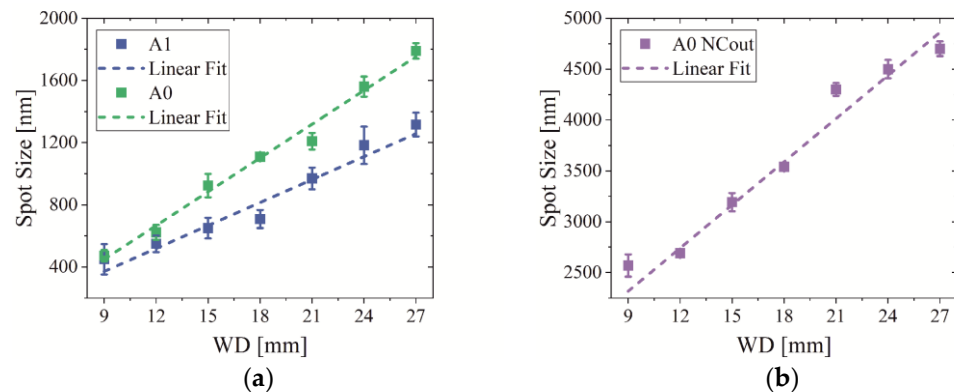 2000
1600
1200
800
400
Spot Size [nm]
A1
Linear Fit
A0
Linear Fit
9 12 15 18 21 24 27
WD [mm]
(a)
5000
4500
4000
3500
3000
2500
Spot Size [nm]
A0 NCout
Linear Fit
9 12 15 18 21 24 27
WD [mm]
(b)